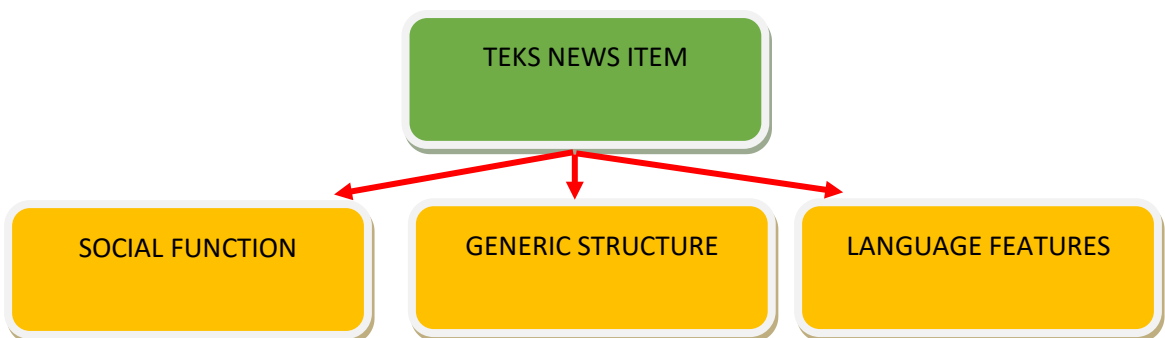 TEKS NEWS ITEM
SOCIAL FUNCTION
GENERIC STRUCTURE
LANGUAGE FEATURES